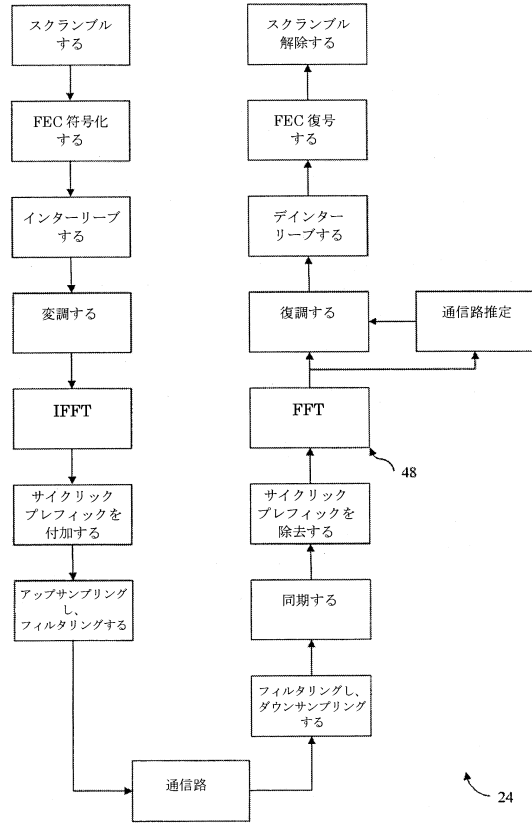 スクランブル
する
FEC 符号化
する
インターリーブ
する
変調する
IFFT
サイクリック
プレフィックを
付加する
アップサンプリング
し、
フィルタリングする
通信路
フィルタリングし、
ダウンサンプリング
する
同期する
サイクリック
プレフィックを
除去する
FFT
48
復調する
通信路推定
デインター
リーブする
FEC 復号
する
スクランブル
解除する
24